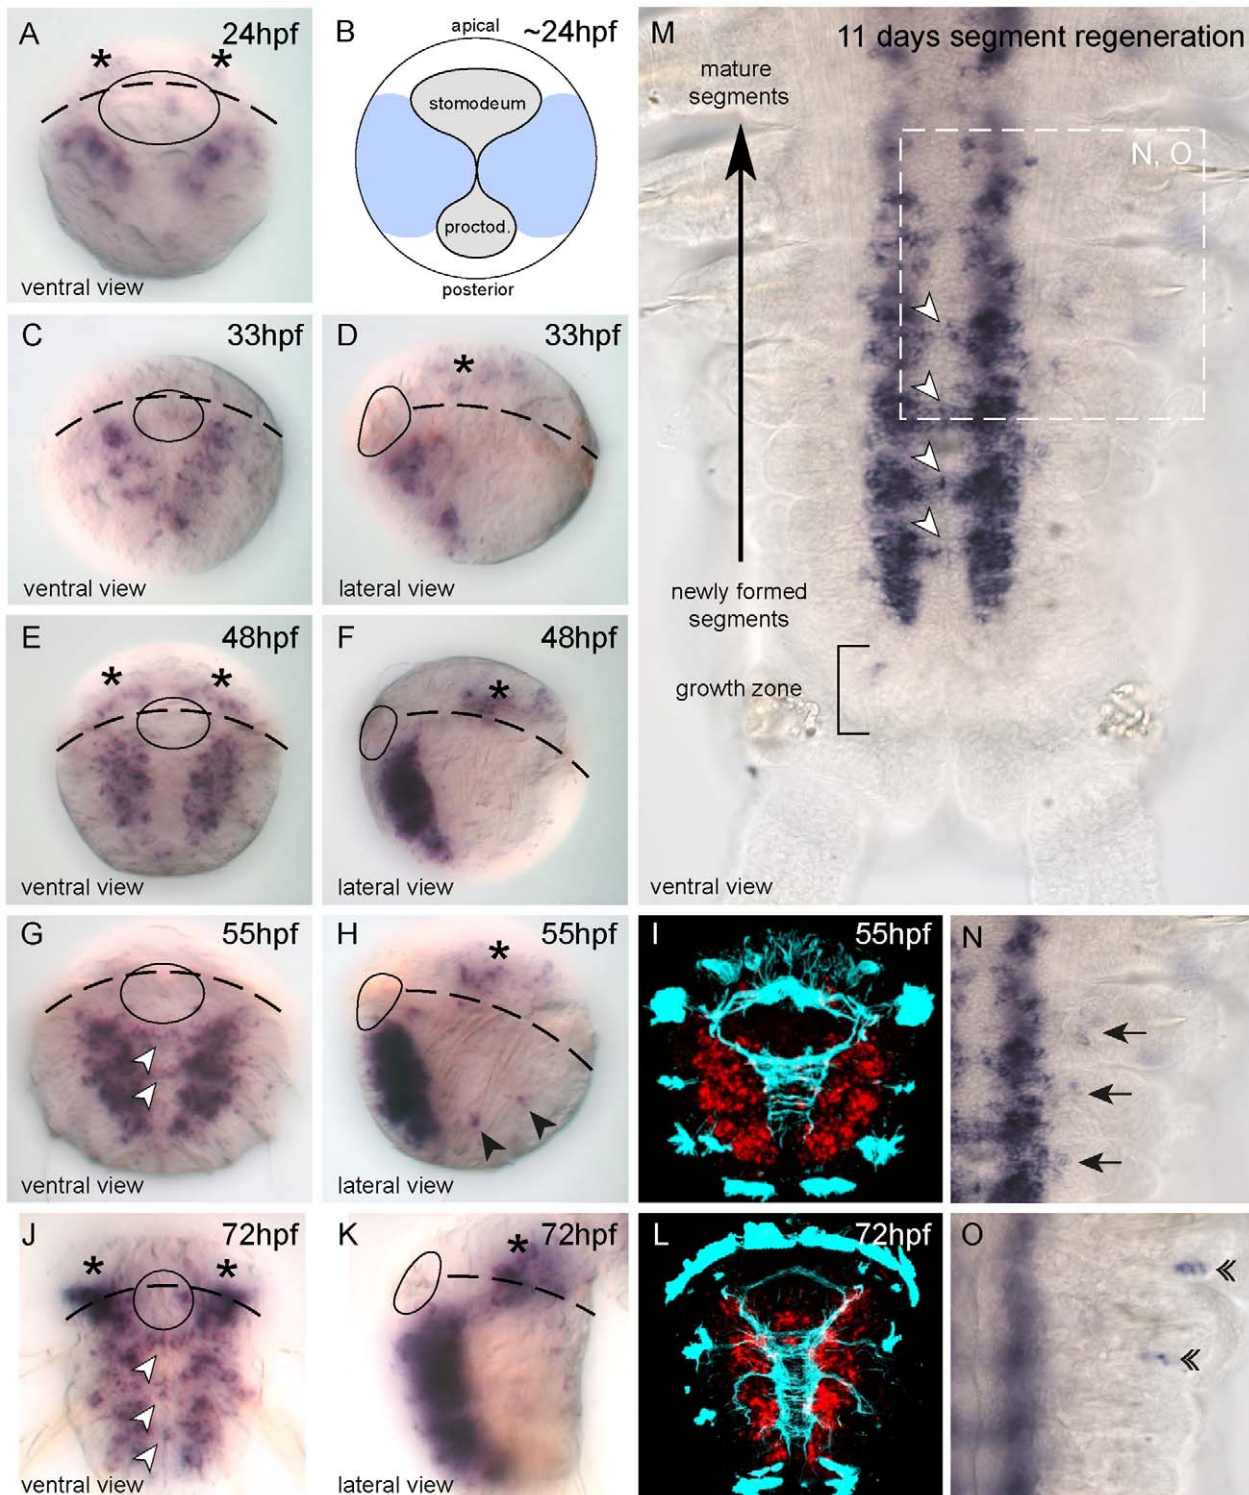 A
24hpf
*
*
ventral view
B
apical
~24hpf
stomodeum
proctod.
posterior
C
33hpf
ventral view
D
33hpf
*
lateral view
E
48hpf
*
*
ventral view
F
48hpf
*
lateral view
G
55hpf
ventral view
H
55hpf
*
lateral view
J
72hpf
*
*
ventral view
K
72hpf
*
lateral view
M
11 days segment regeneration
mature
segments
N, O
newly formed
segments
growth zone
ventral view
I
55hpf
N
L
72hpf
O